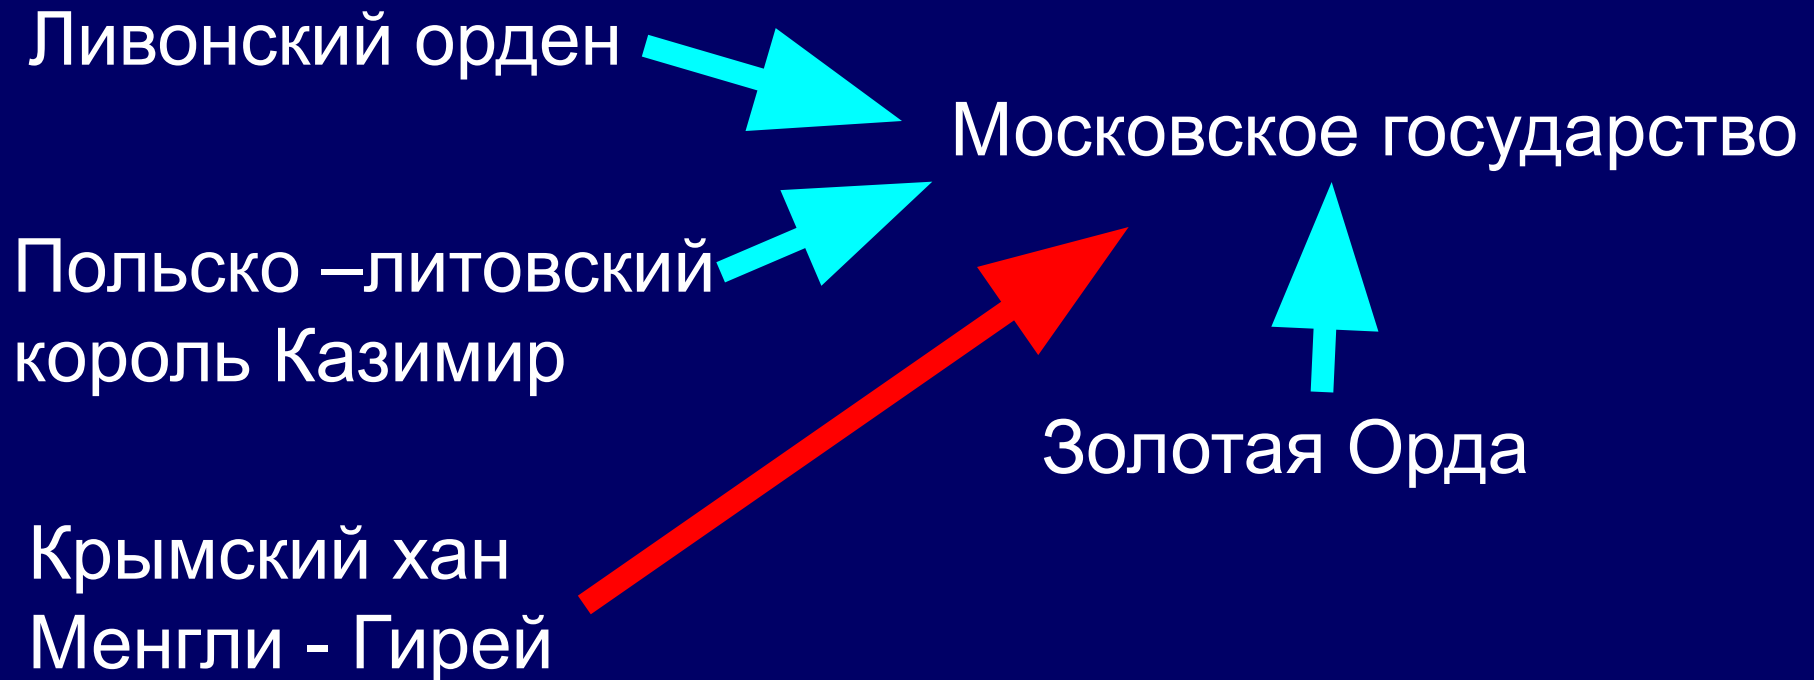 Ливонский орден
Московское государство
Польско –литовский
король Казимир
Золотая Орда
Крымский хан
Менгли - Гирей